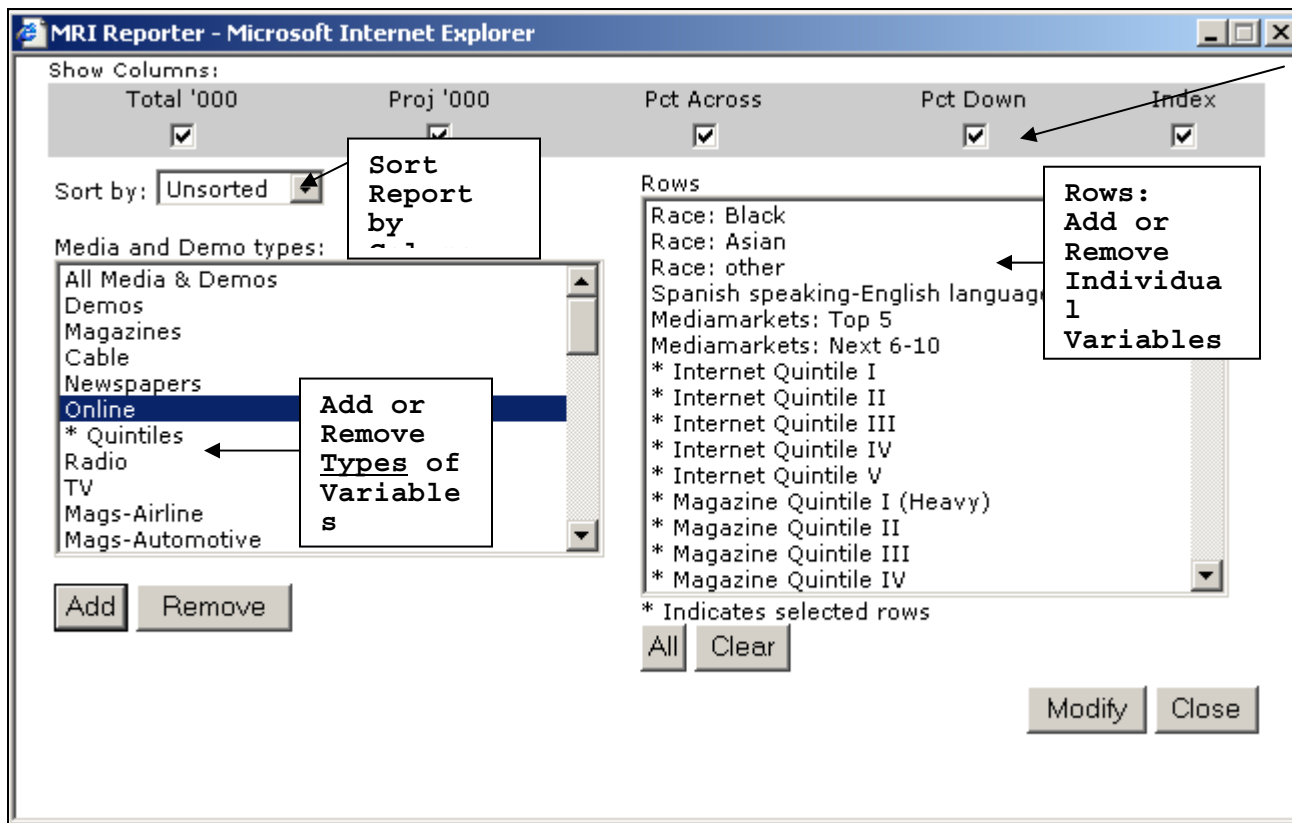 MRI Reporter - Microsoft Internet Explorer
Show Columns:
Total '000 Proj '000 Pct Across Pct Down Index
Sort by: Unsorted
Sort
Report
by
Media and Demo types:
All Media & Demos
Demos
Magazines
Cable
Newspapers
Online
* Quintiles
Radio
TV
Mags-Airline
Mags-Automotive
Add or
Remove
Types of
Variable
s
Add Remove
Rows
Race: Black
Race: Asian
Race: other
Spanish speaking-English language
Mediamarkets: Top 5
Mediamarkets: Next 6-10
* Internet Quintile I
* Internet Quintile II
* Internet Quintile III
* Internet Quintile IV
* Internet Quintile V
* Magazine Quintile I (Heavy)
* Magazine Quintile II
* Magazine Quintile III
* Magazine Quintile IV
Rows:
Add or
Remove
Individua
l
Variables
* Indicates selected rows
All Clear
Modify Close